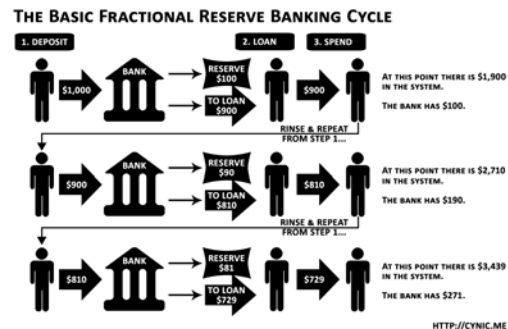 THE BASIC FRACTIONAL RESERVE BANKING CYCLE
1. DEPOSIT
2. LOAN
3. SPEND
$1,000
BANK
RESERVE
$100
TO LOAN
$900
$900
AT THIS POINT THERE IS $1,900
IN THE SYSTEM.
THE BANK HAS $100.
RINSE & REPEAT
FROM STEP 1...
$900
BANK
RESERVE
$90
TO LOAN
$810
$810
AT THIS POINT THERE IS $2,710
IN THE SYSTEM.
THE BANK HAS $190.
RINSE & REPEAT
FROM STEP 1...
$810
BANK
RESERVE
$81
TO LOAN
$729
$729
AT THIS POINT THERE IS $3,439
IN THE SYSTEM.
THE BANK HAS $271.
HTTP://CYNIC.ME